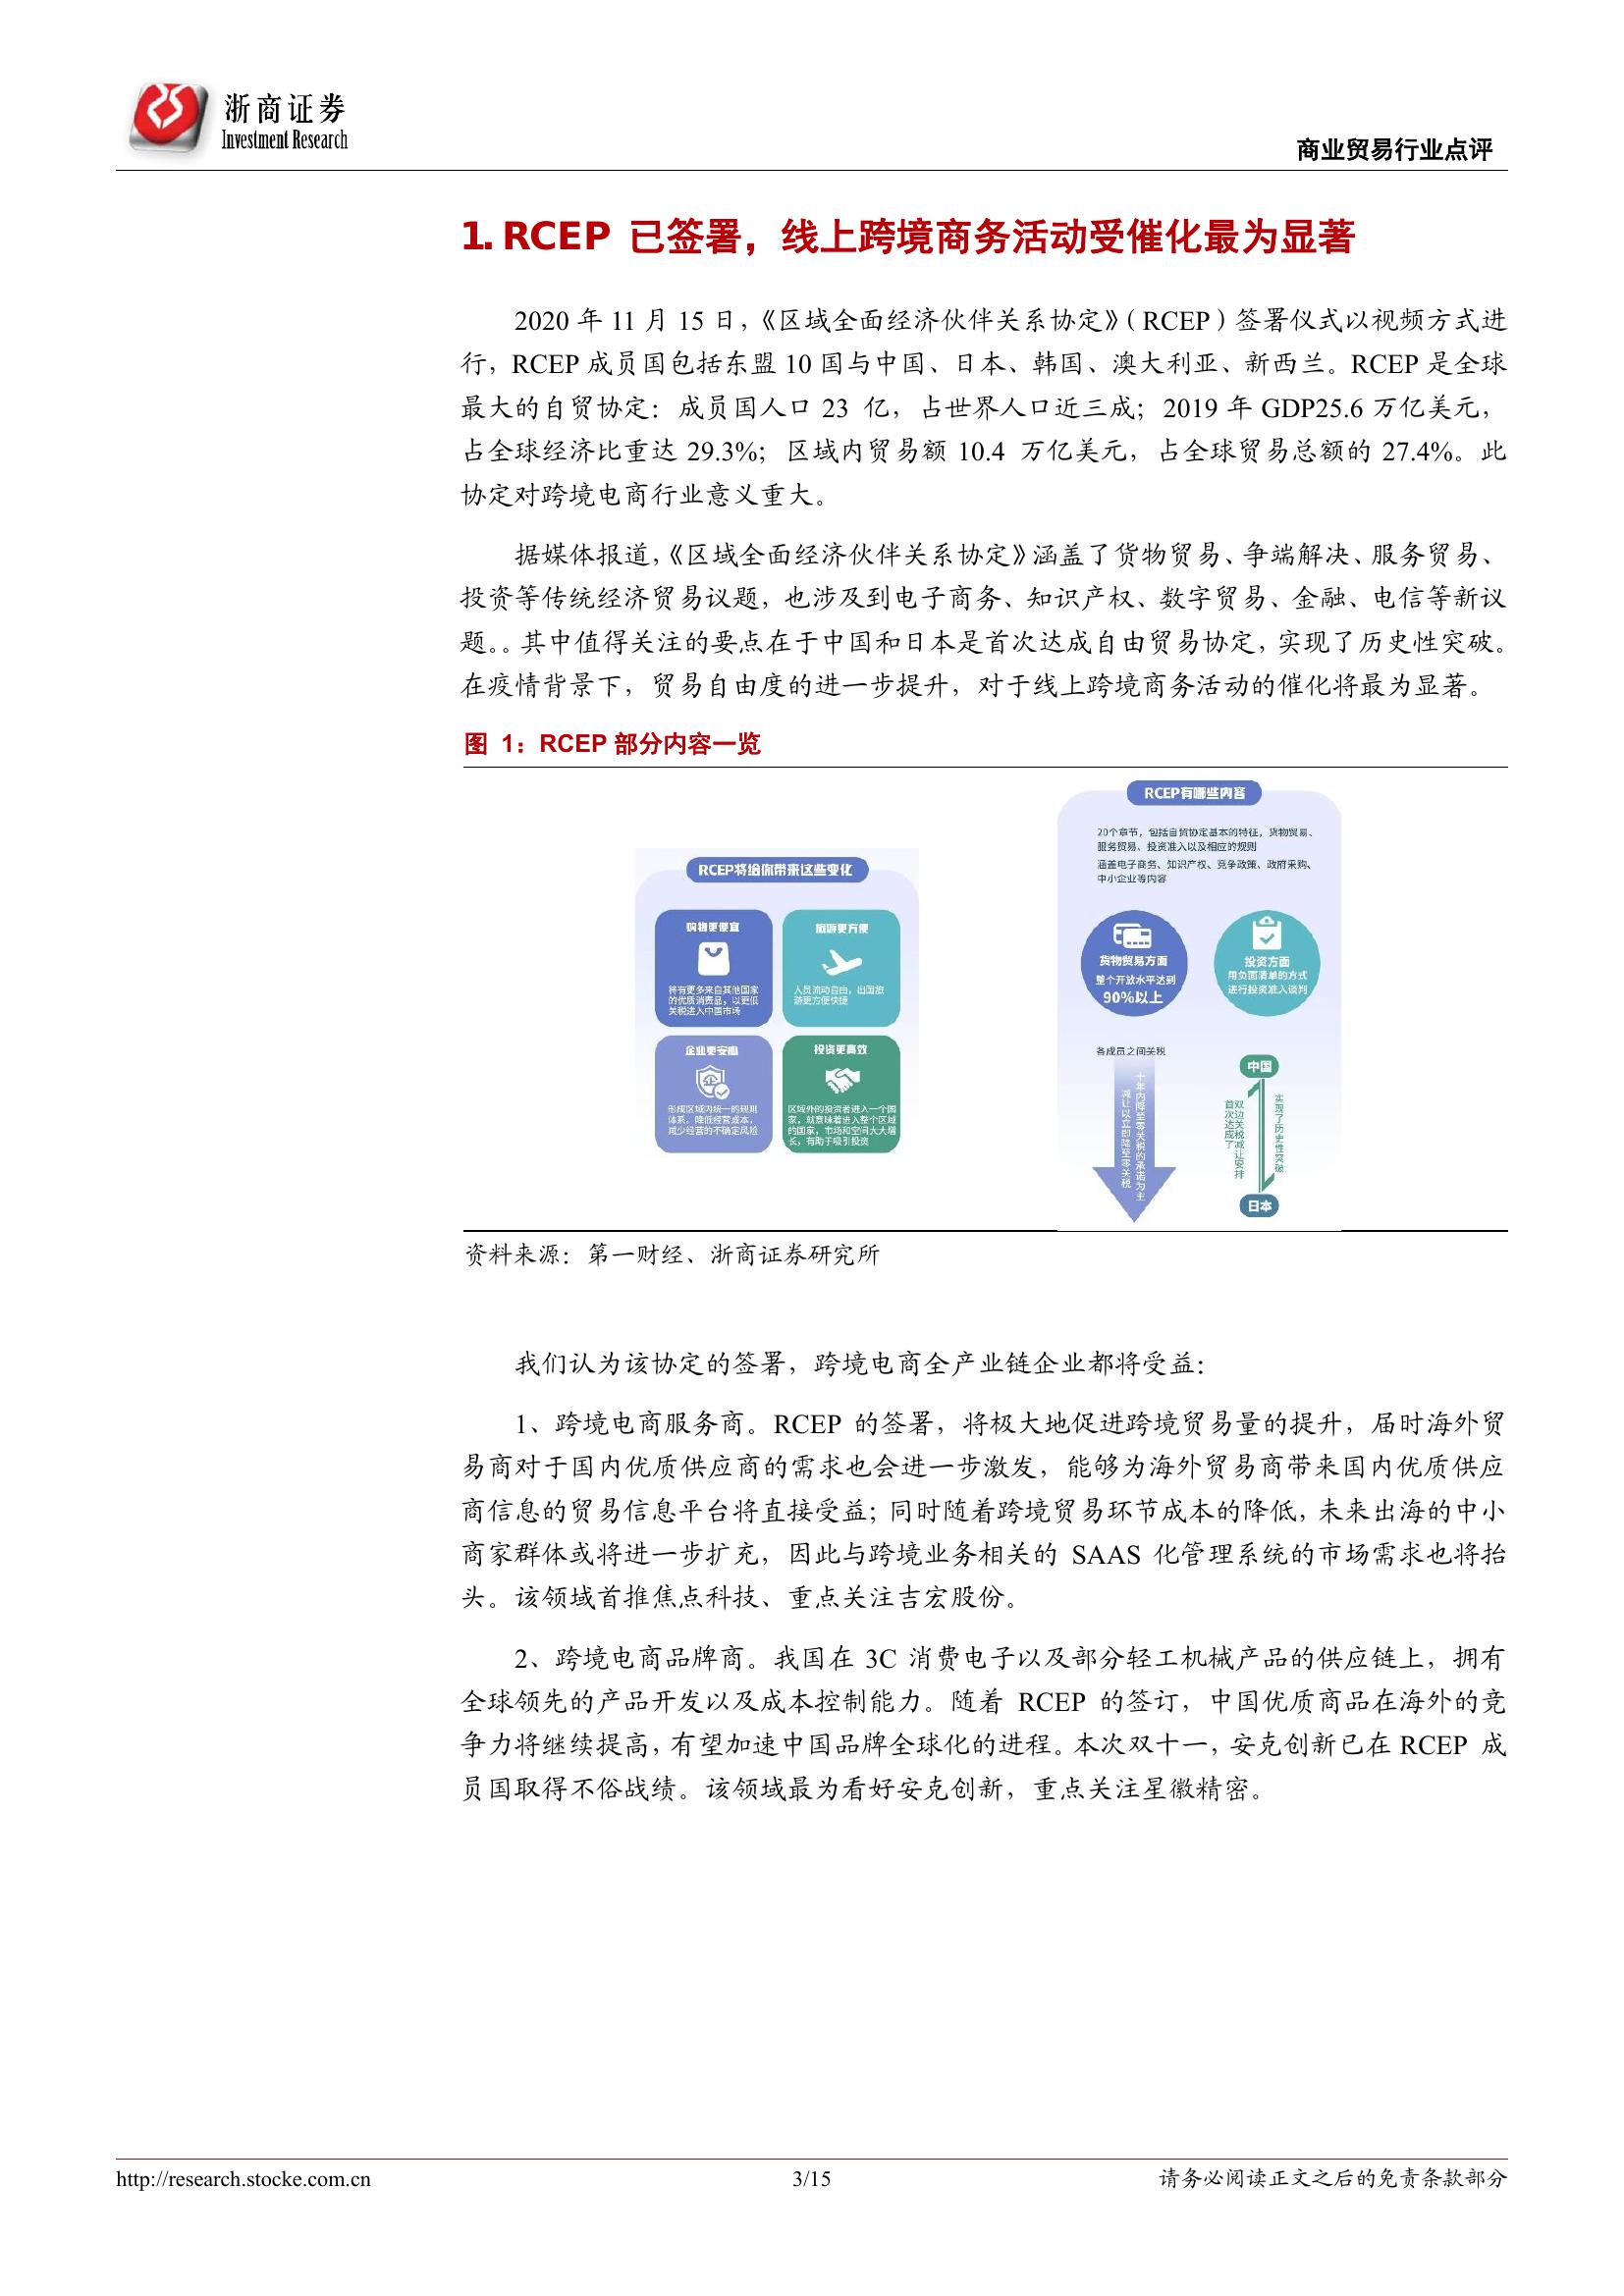 浙商证券
Investment Research
商业贸易行业点评
1. RCEP 已签署，线上跨境商务活动受催化最为显著
2020 年 11 月 15 日，《区域全面经济伙伴关系协定》（RCEP）签署仪式以视频方式进
行，RCEP 成员国包括东盟 10 国与中国、日本、韩国、澳大利亚、新西兰。RCEP 是全球
最大的自贸协定：成员国人口 23 亿，占世界人口近三成；2019 年 GDP25.6 万亿美元，
占全球经济比重达 29.3%；区域内贸易额 10.4 万亿美元，占全球贸易总额的 27.4%。此
协定对跨境电商行业意义重大。
据媒体报道，《区域全面经济伙伴关系协定》涵盖了货物贸易、争端解决、服务贸易、
投资等传统经济贸易议题，也涉及到电子商务、知识产权、数字贸易、金融、电信等新议
题。。其中值得关注的要点在于中国和日本是首次达成自由贸易协定，实现了历史性突破。
在疫情背景下，贸易自由度的进一步提升，对于线上跨境商务活动的催化将最为显著。
图 1：RCEP 部分内容一览
RCEP将给你带来这些变化
购物更便宜
将有更多来自其他国家
的优质消费品，以更低
关税进入中国市场
旅游更方便
人员流动自由，出国旅
游更方便快捷
企业更安心
形成区域内统一的规则
体系，降低经营成本，
减少经营的不确定风险
投资更高效
区域外的投资者进入一个国
家，就意味着进入整个区域
的国家，市场和空间大大增
长，有助于吸引投资
RCEP有哪些内容
20个章节，包括自贸协定基本的特征，货物贸易、
服务贸易、投资准入以及相应的规则
涵盖电子商务、知识产权、竞争政策、政府采购、
中小企业等内容
货物贸易方面
整个开放水平达到
90%以上
投资方面
用负面清单的方式
进行投资准入谈判
各成员之间关税
减让以立即降至零关税
十年内降至零关税的承诺为主
中国
首次达成了
双边关税减让安排
实现了历史性突破
日本
资料来源：第一财经、浙商证券研究所
我们认为该协定的签署，跨境电商全产业链企业都将受益：
1、跨境电商服务商。RCEP 的签署，将极大地促进跨境贸易量的提升，届时海外贸
易商对于国内优质供应商的需求也会进一步激发，能够为海外贸易商带来国内优质供应
商信息的贸易信息平台将直接受益；同时随着跨境贸易环节成本的降低，未来出海的中小
商家群体或将进一步扩充，因此与跨境业务相关的 SAAS 化管理系统的市场需求也将抬
头。该领域首推焦点科技、重点关注吉宏股份。
2、跨境电商品牌商。我国在 3C 消费电子以及部分轻工机械产品的供应链上，拥有
全球领先的产品开发以及成本控制能力。随着 RCEP 的签订，中国优质商品在海外的竞
争力将继续提高，有望加速中国品牌全球化的进程。本次双十一，安克创新已在 RCEP 成
员国取得不俗战绩。该领域最为看好安克创新，重点关注星徽精密。
http://research.stocke.com.cn
3/15
请务必阅读正文之后的免责条款部分